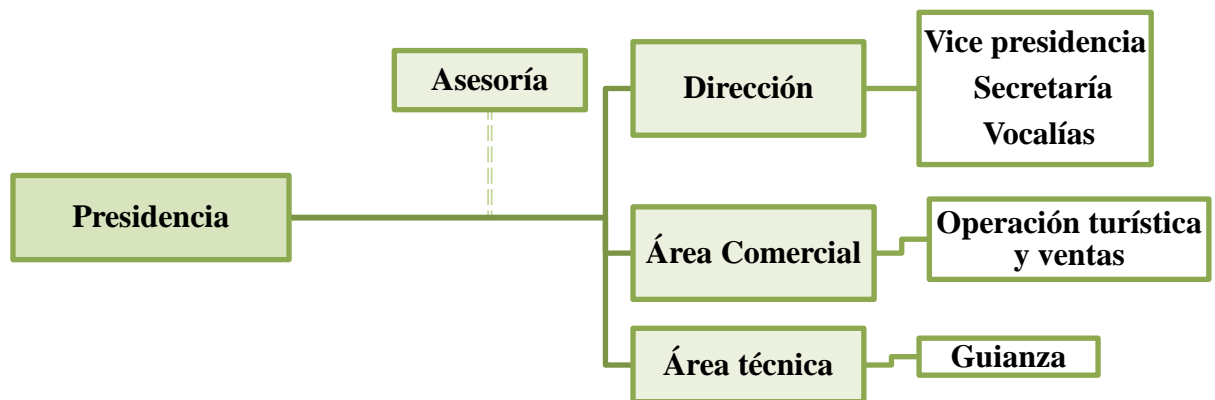 Presidencia
Asesoría
Dirección
Vice presidencia
Secretaría
Vocalías
Área Comercial
Operación turística
y ventas
Área técnica
Guianza